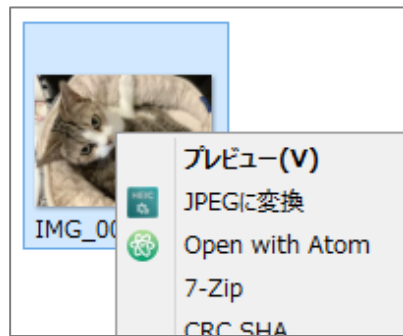 プレビュー(V)
HEIC
JPEGに変換
IMG_00
Open with Atom
7-Zip
CRC SHA